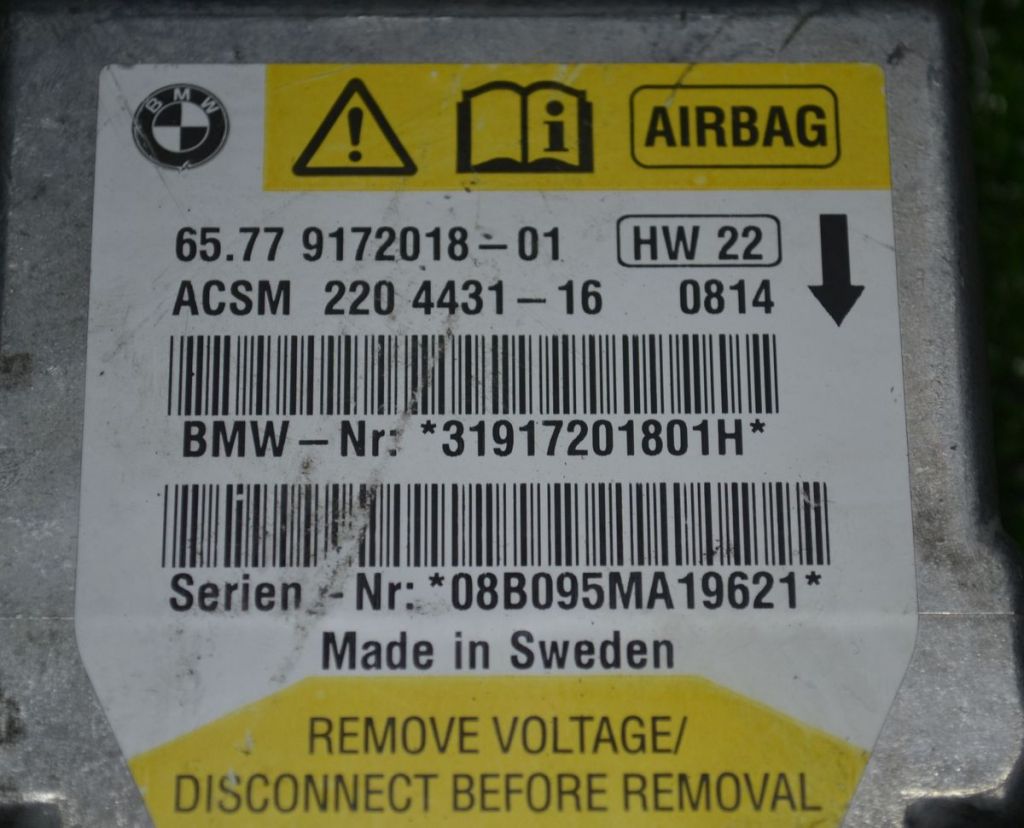 BMW
i AIRBAG
65.77 9172018-01 HW 22
ACSM 220 4431-16 0814
BMW-Nr: *31917201801H*
Serien-Nr: *08B095MA19621*
Made in Sweden
REMOVE VOLTAGE/
DISCONNECT BEFORE REMOVAL